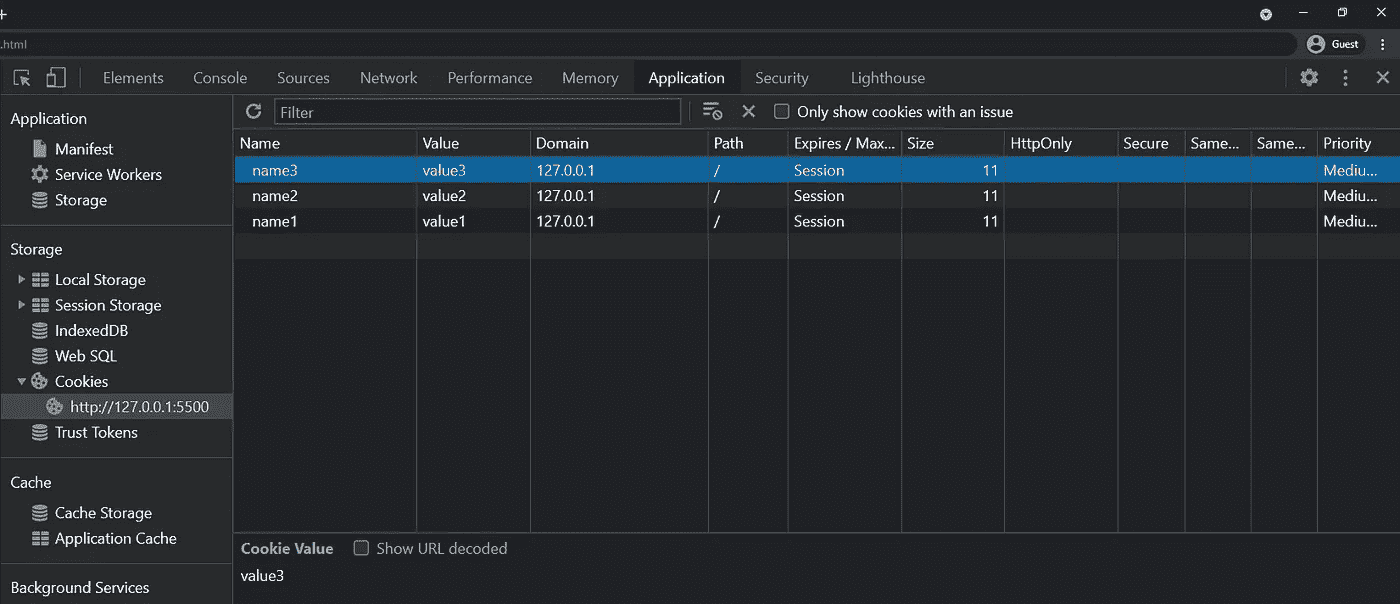 .html
Guest
Elements Console Sources Network Performance Memory Application Security Lighthouse
Application
Manifest
Service Workers
Storage
Storage
Local Storage
Session Storage
IndexedDB
Web SQL
Cookies
http://127.0.0.1:5500
Trust Tokens
Cache
Cache Storage
Application Cache
Background Services
Filter Only show cookies with an issue
Name Value Domain Path Expires / Max... Size HttpOnly Secure Same... Same... Priority
name3 value3 127.0.0.1 / Session 11 Mediu...
name2 value2 127.0.0.1 / Session 11 Mediu...
name1 value1 127.0.0.1 / Session 11 Mediu...
Cookie Value Show URL decoded
value3